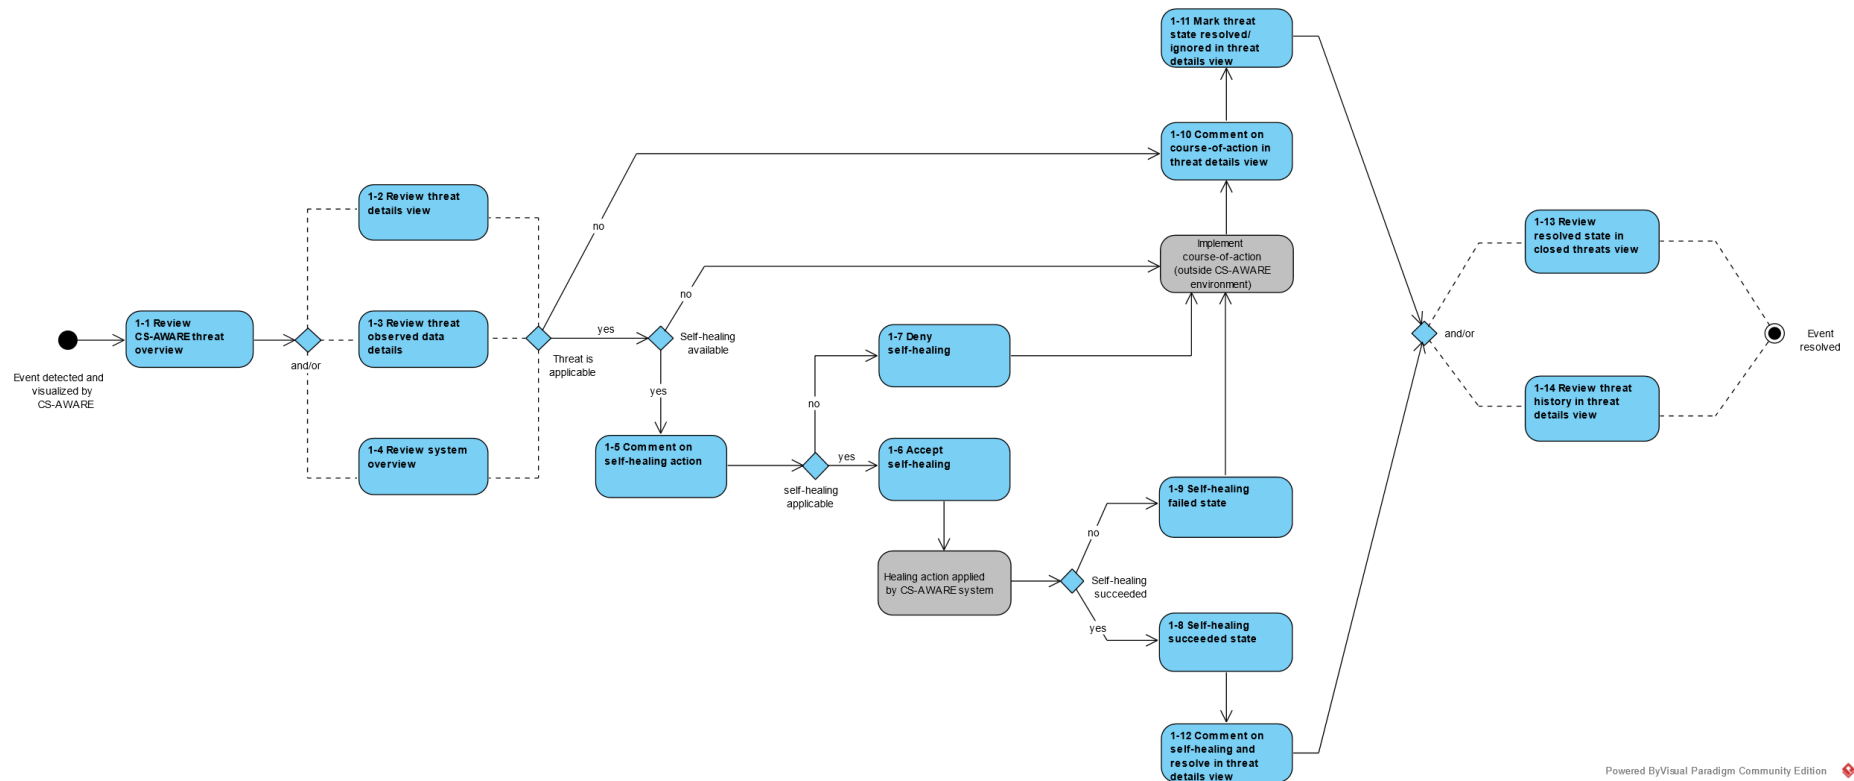 1-11 Mark threat
state resolved/
ignored in threat
details view
1-10 Comment on
course-of-action in
threat details view
1-2 Review threat
details view
no
Implement
course-of-action
(outside CS-AWARE
environment)
1-13 Review
resolved state in
closed threats view
no
1-1 Review
CS-AWARE threat
overview
and/or
1-3 Review threat
observed data
details
yes
Threat is
applicable
Self-healing
available
1-7 Deny
self-healing
and/or
Event
resolved
Event detected and
visualized by
CS-AWARE
yes
no
1-14 Review threat
history in threat
details view
1-4 Review system
overview
1-5 Comment on
self-healing action
yes
self-healing
applicable
1-6 Accept
self-healing
1-9 Self-healing
failed state
no
Healing action applied
by CS-AWARE system
Self-healing
succeeded
yes
1-8 Self-healing
succeeded state
1-12 Comment on
self-healing and
resolve in threat
details view
Powered By Visual Paradigm Community Edition